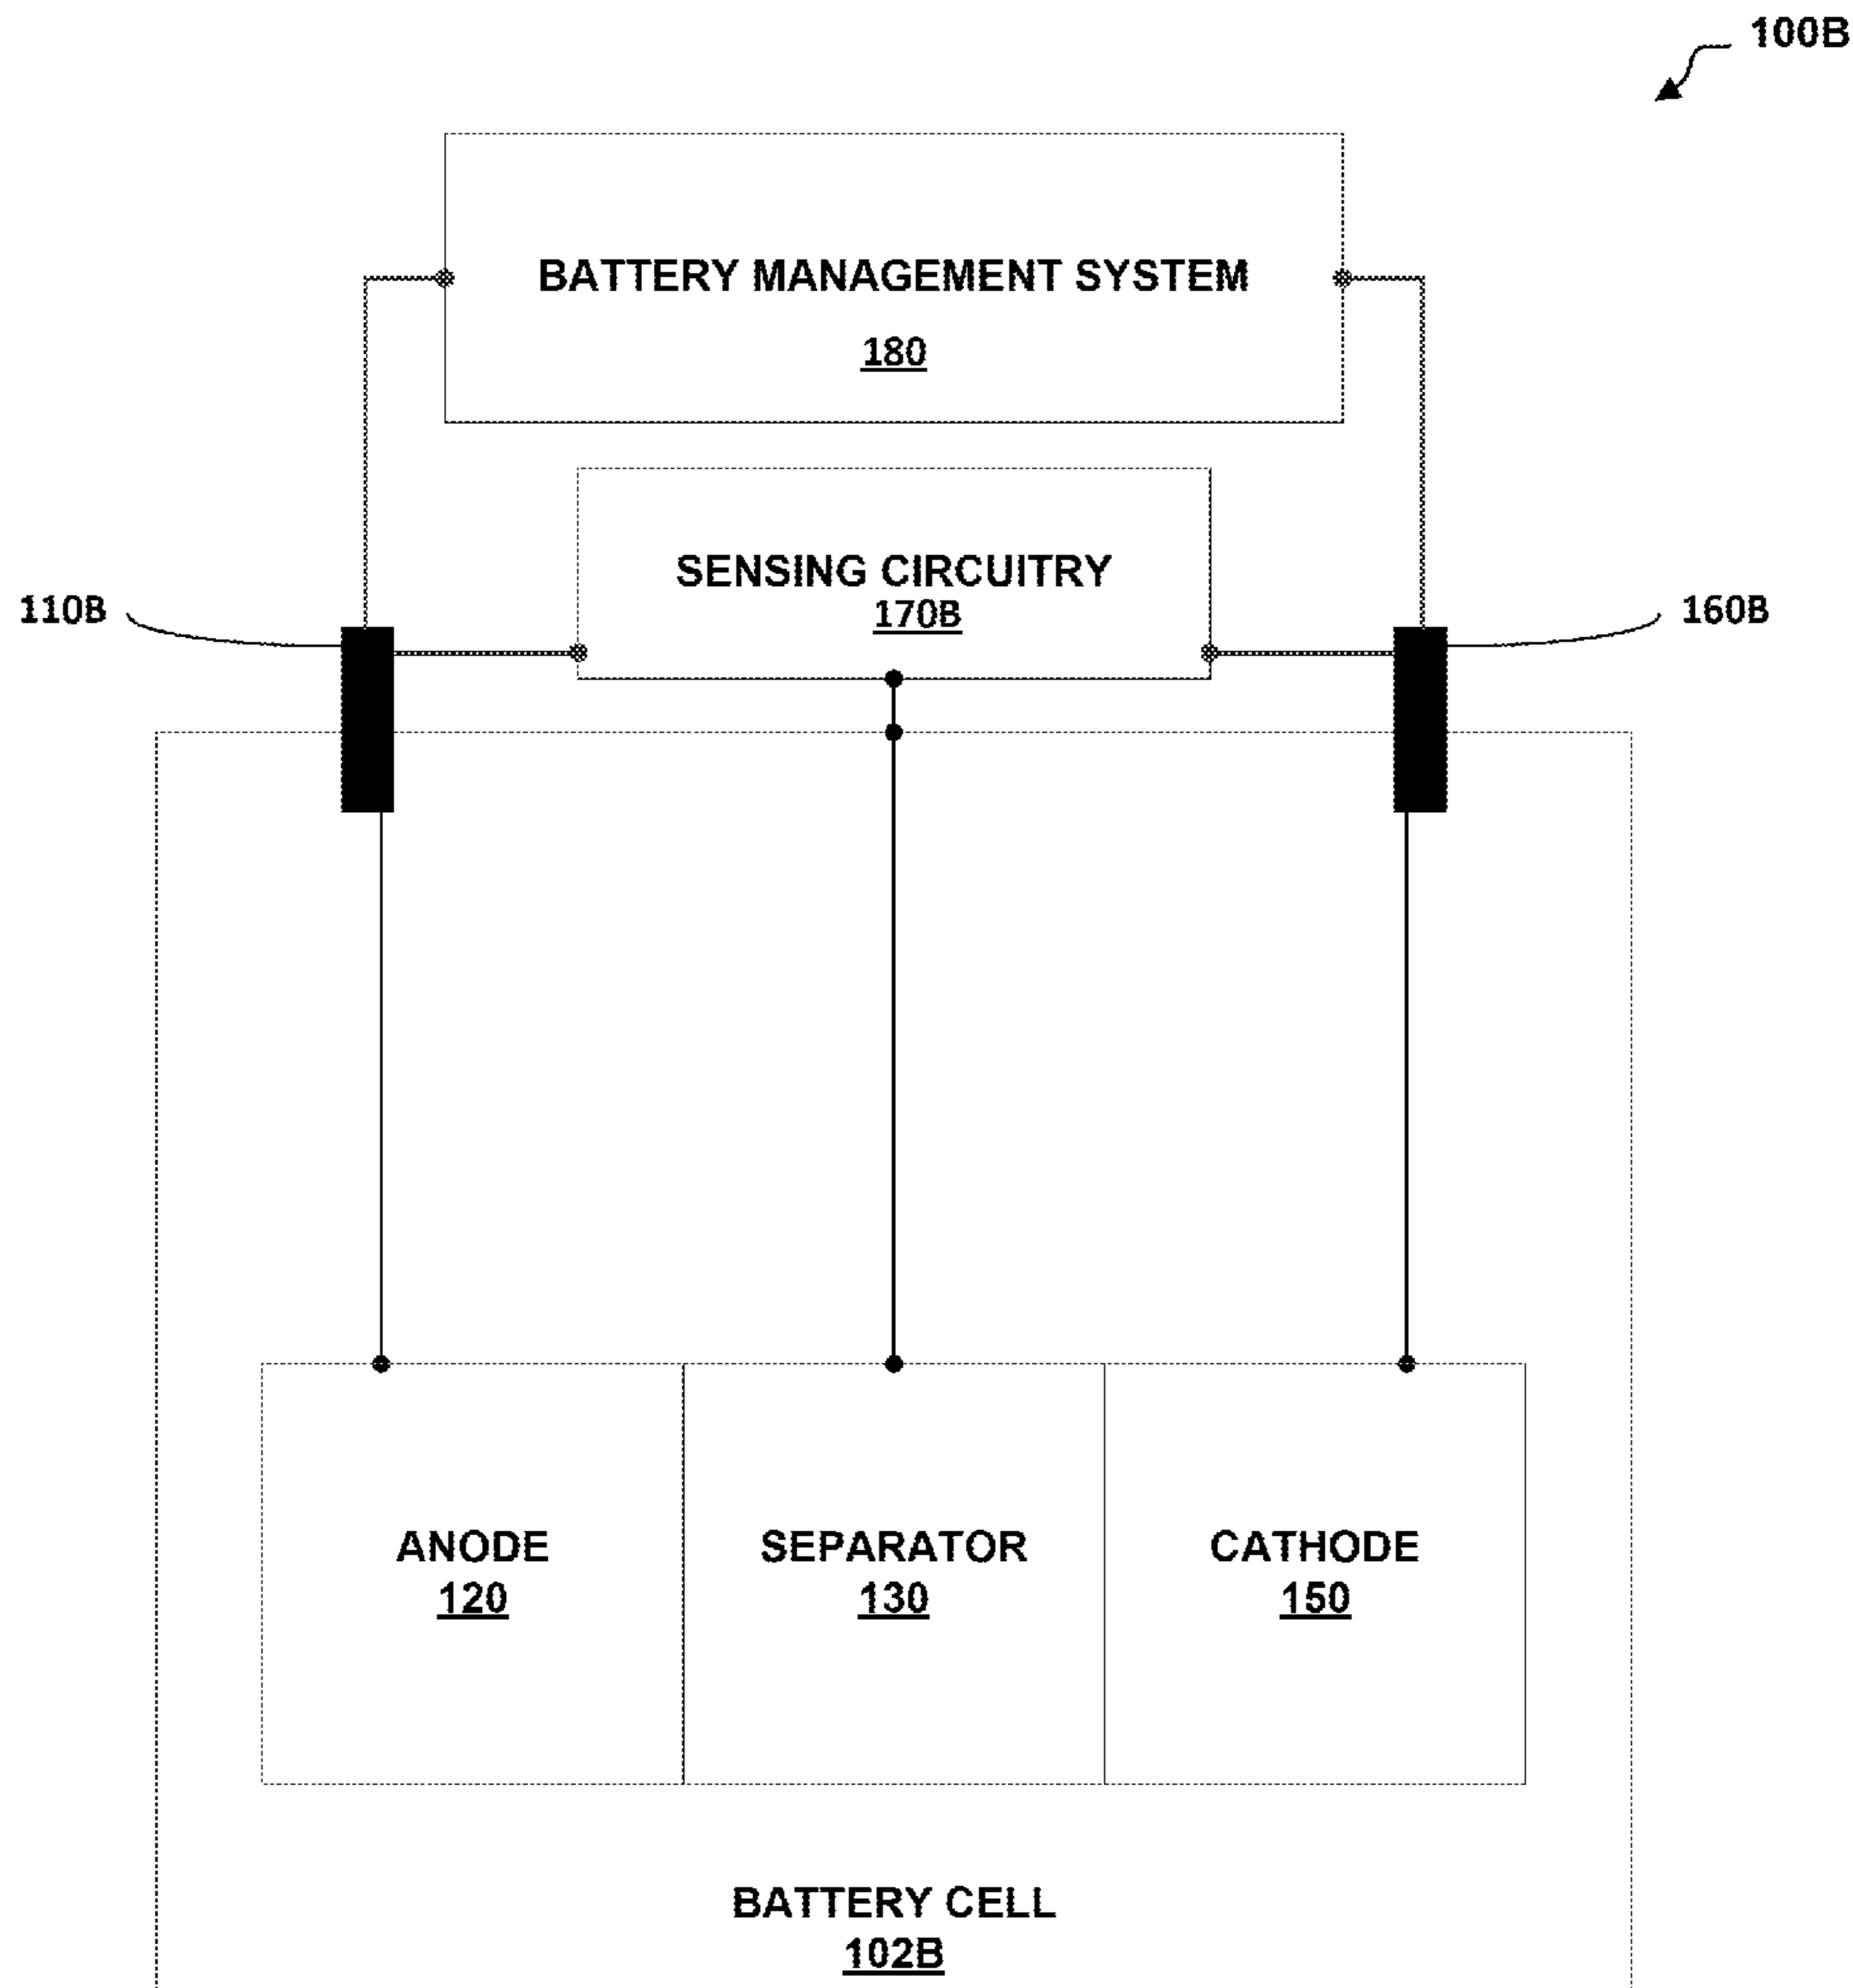 100B
BATTERY MANAGEMENT SYSTEM
180
SENSING CIRCUITRY
170B
110B
160B
ANODE
120
SEPARATOR
130
CATHODE
150
BATTERY CELL
102B